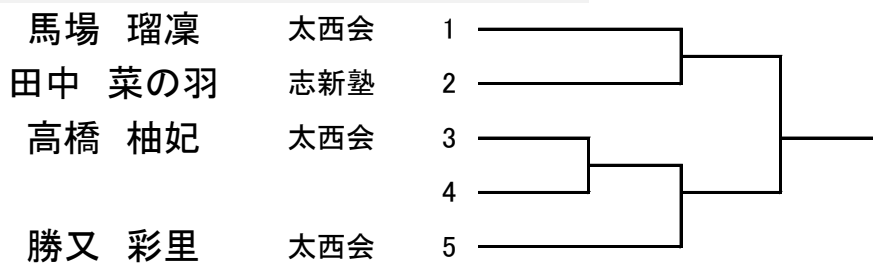 馬場 瑠凜 太西会 1
田中 菜の羽 志新塾 2
高橋 柚妃 太西会 3
4
勝又 彩里 太西会 5